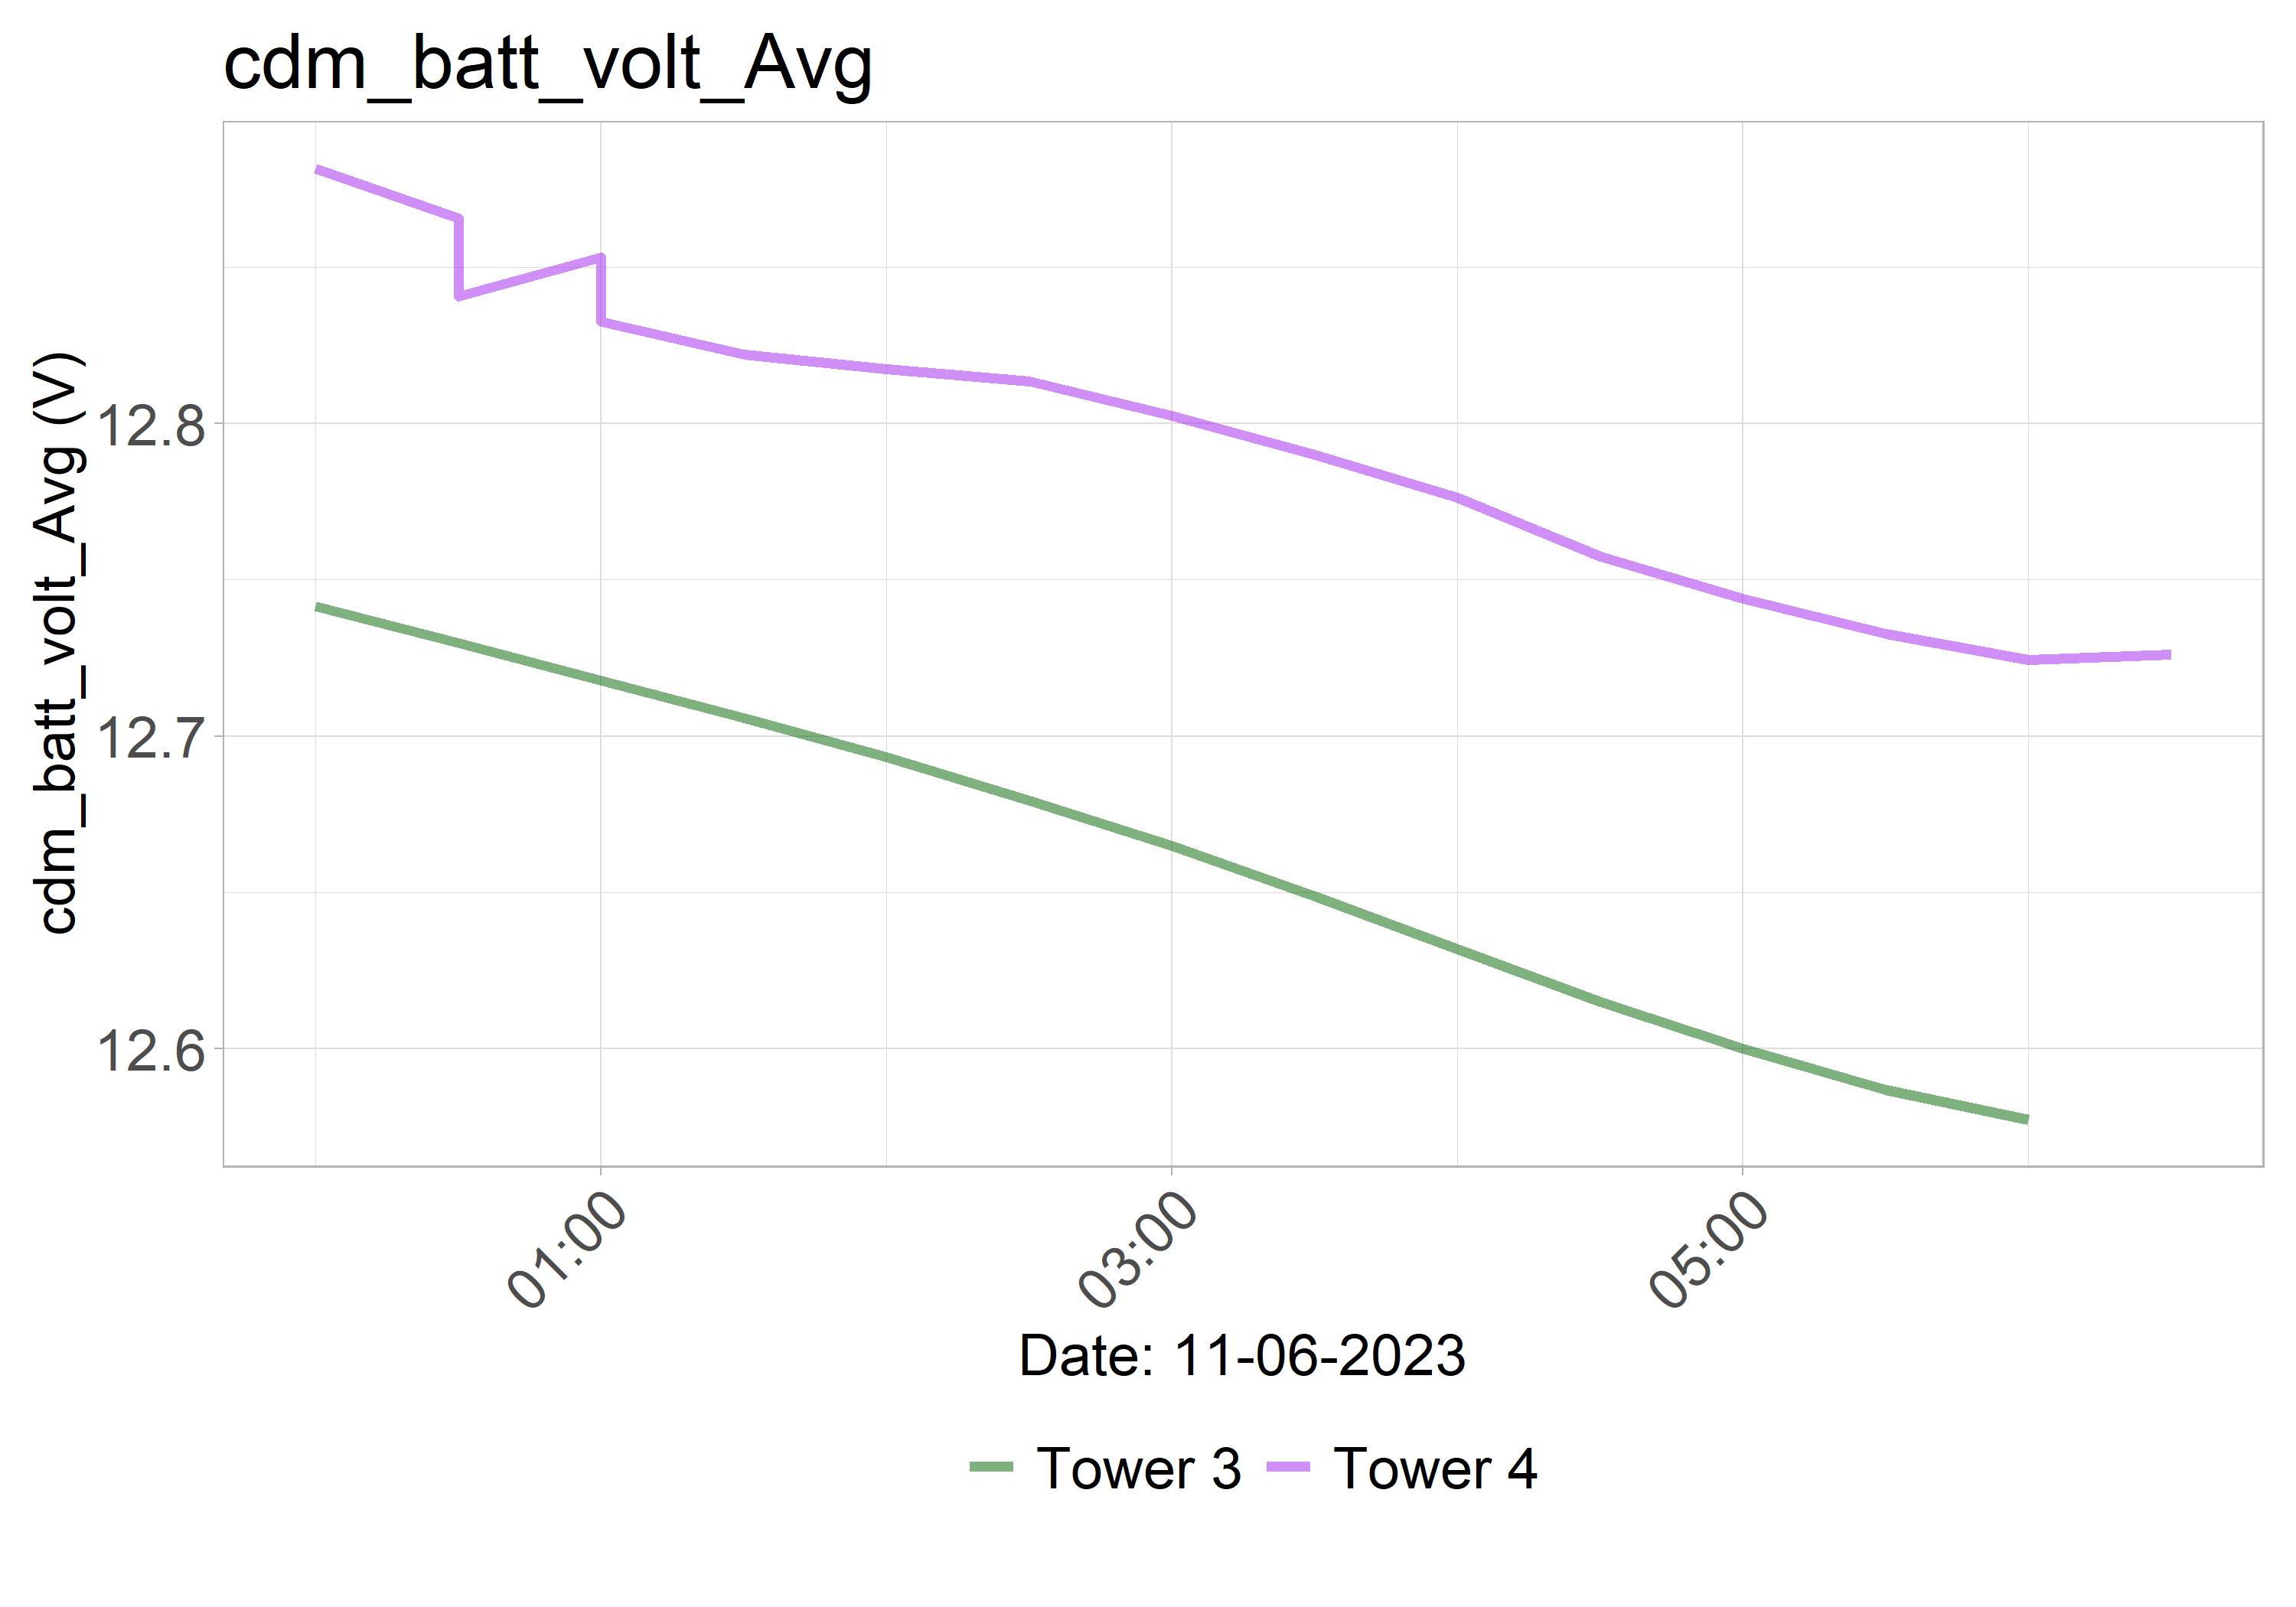 cdm_batt_volt_Avg
cdm_batt_volt_Avg (V)
12.8
12.7
12.6
01:00 03:00 05:00
Date: 11-06-2023
Tower 3 Tower 4